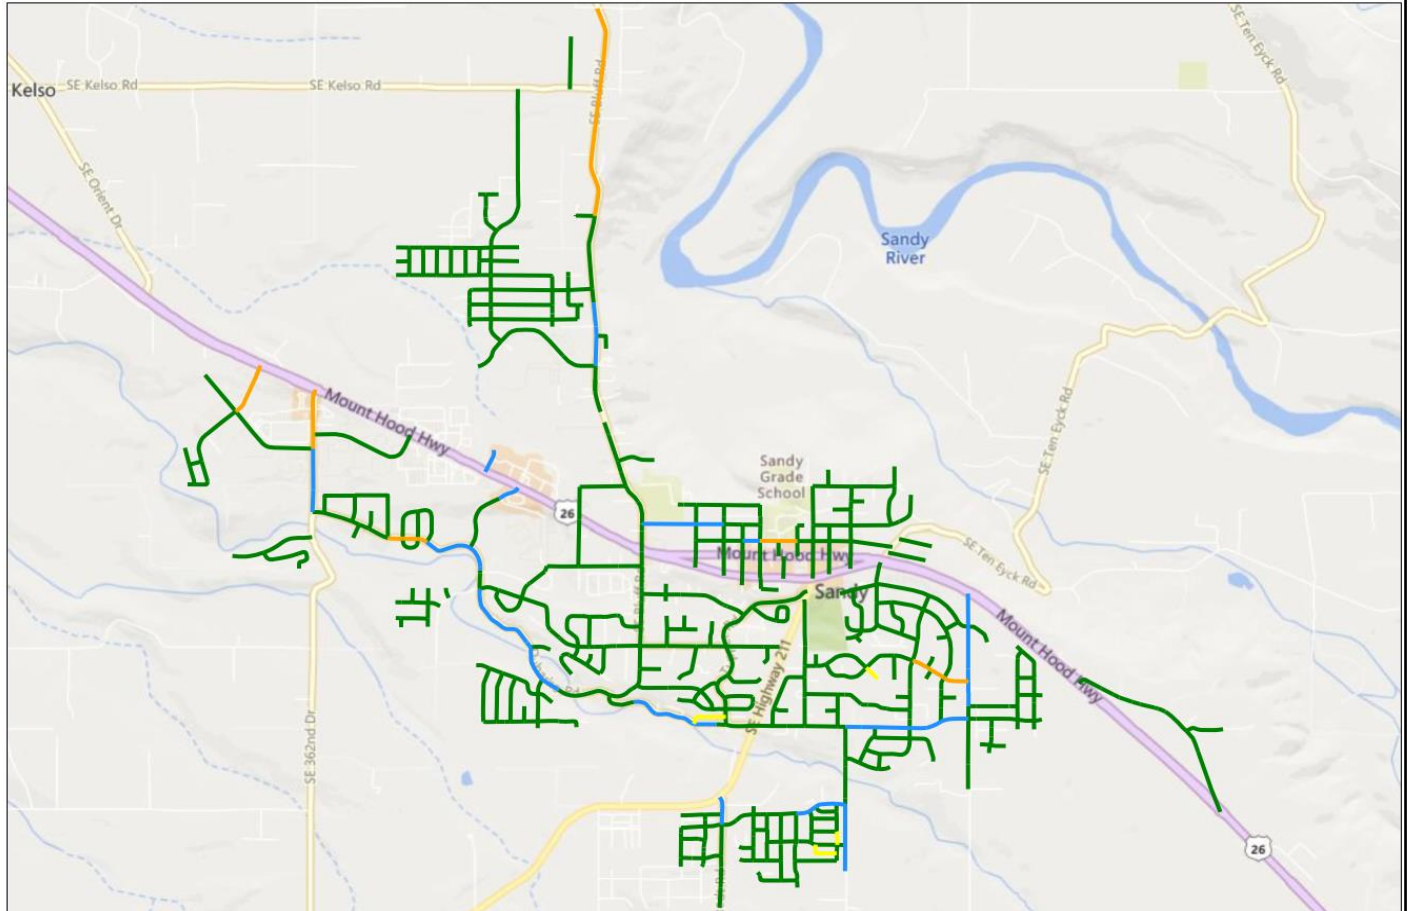 SE Ten Eyck Rd
SE Bluff Rd
Kelso
SE Kelso Rd
SE Kelso Rd
SE Orient Dr
Sandy
River
Mount Hood Hwy
SE Ten Eyck Rd
Sandy
Grade
School
26
Mount Hood Hwy
SE Ten Eyck Rd
Sandy
Mount Hood Hwy
SE Highway 211
SE 362nd Dr
26